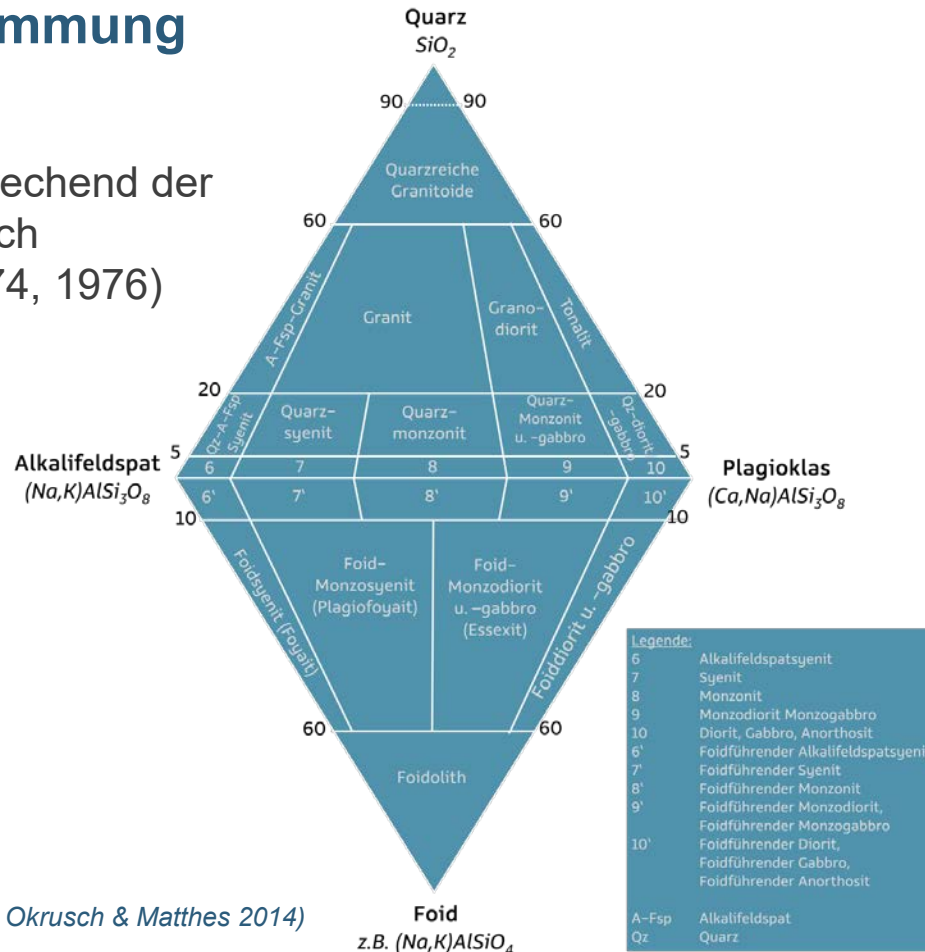 mmung
Quarz
SiO₂
90 90
echend der
ch
74, 1976)
Quarzreiche
Granitoide
60 60
A-Fsp-Granit
Granit
Grano-
diorit
Tonalit
20 20
Qz-A-Fsp
Syenit
Quarz-
syenit
Quarz-
monzonit
Quarz-
Monzonit
u. -gabbro
Qz-diorit
-gabbro
5 5
Alkalifeldspat
(Na,K)AlSi₃O₈
6 7 8 9 10
Plagioklas
(Ca,Na)AlSi₃O₈
6' 7' 8' 9' 10'
10 10
Foidsyenit (Foyait)
Foid-
Monzosyenit
(Plagiofoyait)
Foid-
Monzodiorit
u. -gabbro
(Essexit)
Foiddiorit u. -gabbro
60 60
Foidolith
Legende:
6 Alkalifeldspatsyenit
7 Syenit
8 Monzonit
9 Monzodiorit Monzogabbro
10 Diorit, Gabbro, Anorthosit
6' Foidführender Alkalifeldspatsyeni
7' Foidführender Syenit
8' Foidführender Monzonit
9' Foidführender Monzodiorit,
Foidführender Monzogabbro
10' Foidführender Diorit,
Foidführender Gabbro,
Foidführender Anorthosit
A-Fsp Alkalifeldspat
Qz Quarz
Okrusch & Matthes 2014)
Foid
z.B. (Na,K)AlSiO₄